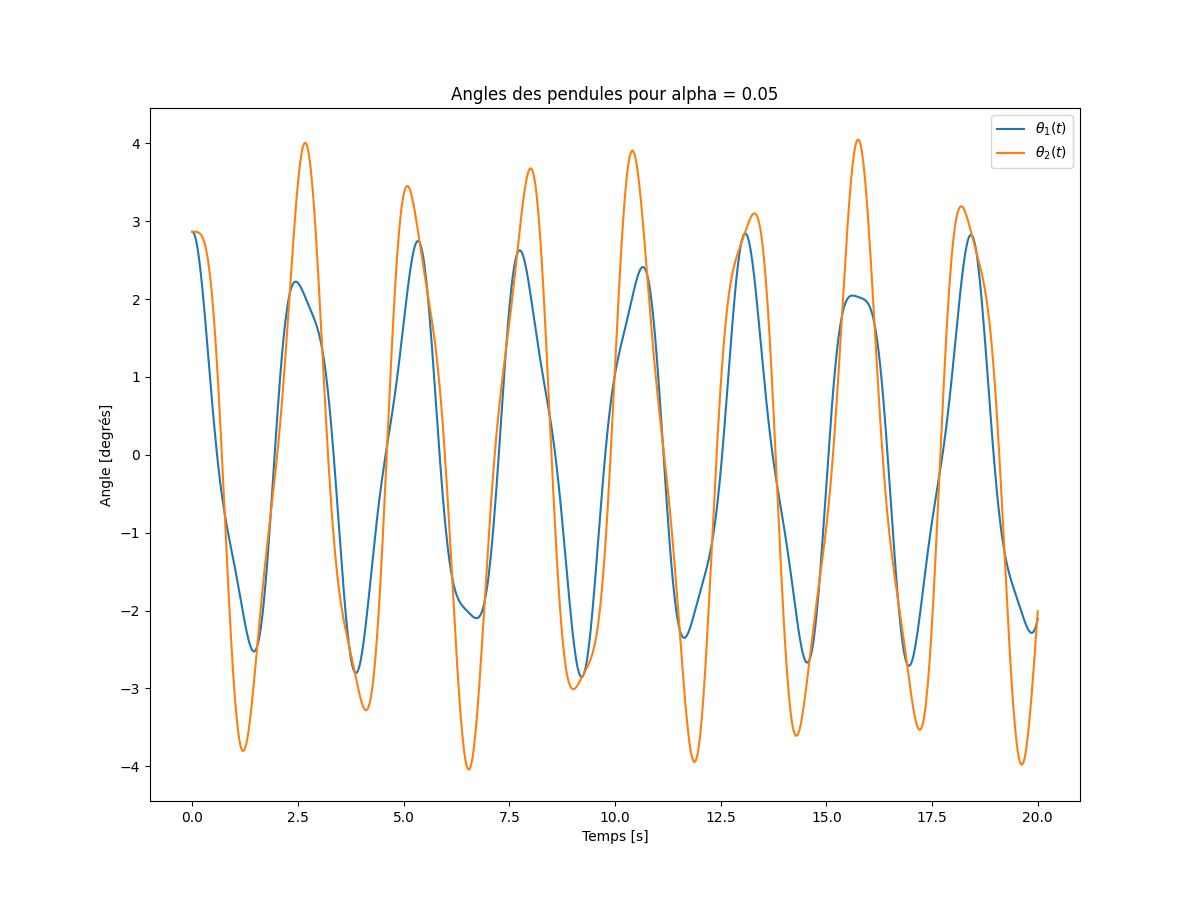 Angles des pendules pour alpha = 0.05
θ₁(t)
θ₂(t)
Angle [degrés]
4
3
2
1
0
−1
−2
−3
−4
0.0 2.5 5.0 7.5 10.0 12.5 15.0 17.5 20.0
Temps [s]